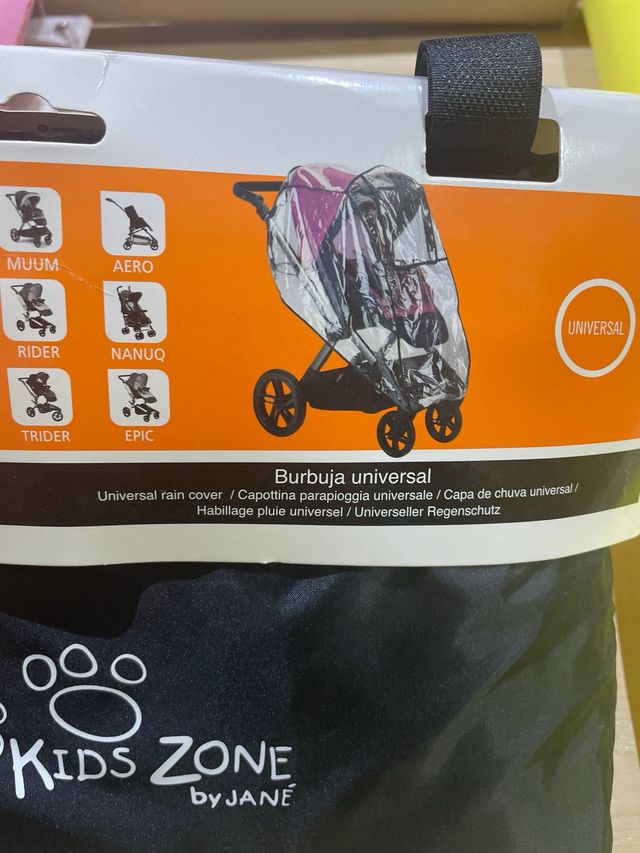 MUUM
AERO
RIDER
NANUQ
TRIDER
EPIC
UNIVERSAL
Burbuja universal
Universal rain cover / Capottina parapioggia universale / Capa de chuva universal /
Habillage pluie universel / Universeller Regenschutz
KIDS ZONE
by JANÉ